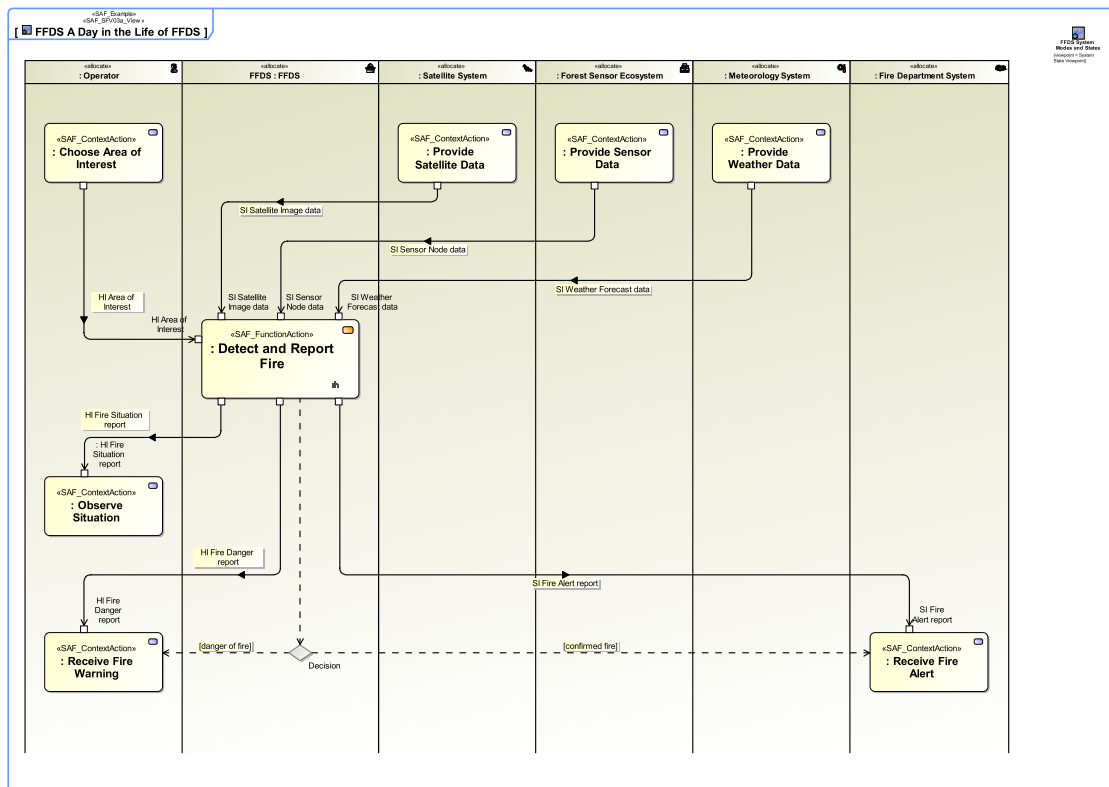 «SAF_Example»
«SAF_SFV03a_View »
[ FFDS A Day in the Life of FFDS ]
FFDS System
Modes and States
[viewpoint = System
State Viewpoint]
«allocate»
: Operator
«allocate»
FFDS : FFDS
«allocate»
: Satellite System
«allocate»
: Forest Sensor Ecosystem
«allocate»
: Meteorology System
«allocate»
: Fire Department System
«SAF_ContextAction»
: Choose Area of
Interest
«SAF_ContextAction»
: Provide
Satellite Data
«SAF_ContextAction»
: Provide Sensor
Data
«SAF_ContextAction»
: Provide
Weather Data
SI Satellite Image data
SI Sensor Node data
SI Weather Forecast data
HI Area of
Interest
HI Area of
Interest
SI Satellite
Image data
SI Sensor
Node data
SI Weather
Forecast data
«SAF_FunctionAction»
: Detect and Report
Fire
HI Fire Situation
report
: HI Fire
Situation
report
«SAF_ContextAction»
: Observe
Situation
HI Fire Danger
report
SI Fire Alert report
HI Fire
Danger
report
SI Fire
Alert report
[danger of fire]
Decision
[confirmed fire]
«SAF_ContextAction»
: Receive Fire
Warning
«SAF_ContextAction»
: Receive Fire
Alert